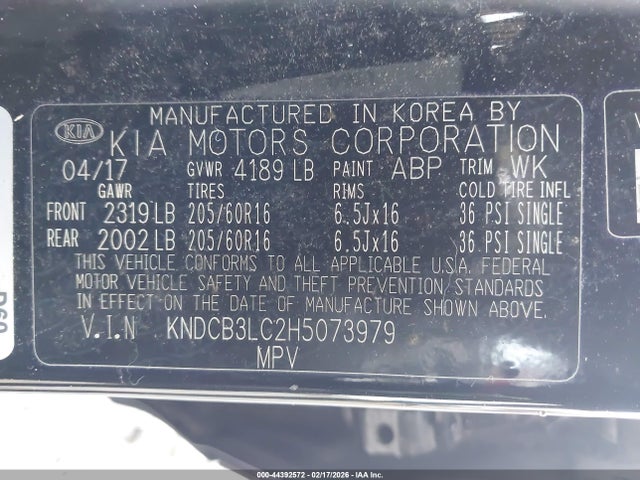 MANUFACTURED IN KOREA BY
KIA KIA MOTORS CORPORATION
04/17 GVWR 4189 LB PAINT ABP TRIM WK
GAWR TIRES RIMS COLD TIRE INFL
FRONT 2319 LB 205/60R16 6.5Jx16 36 PSI SINGLE
REAR 2002 LB 205/60R16 6.5Jx16 36 PSI SINGLE
THIS VEHICLE CONFORMS TO ALL APPLICABLE U.S.A. FEDERAL
MOTOR VEHICLE SAFETY AND THEFT PREVENTION STANDARDS
IN EFFECT ON THE DATE OF MANUFACTURE SHOWN ABOVE.
V.I.N KNDCB3LC2H5073979
MPV
000-44392572 - 02/17/2026 - IAA Inc.